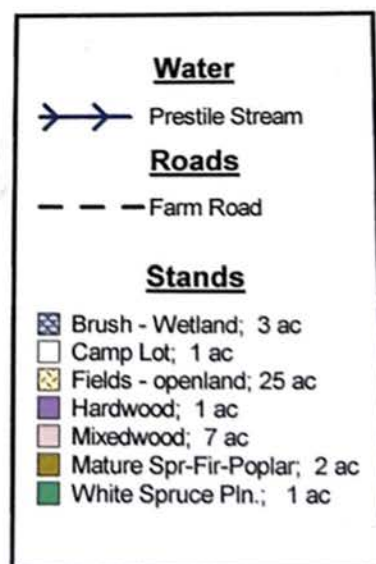 Water
Prestile Stream
Roads
Farm Road
Stands
Brush - Wetland; 3 ac
Camp Lot; 1 ac
Fields - openland; 25 ac
Hardwood; 1 ac
Mixedwood; 7 ac
Mature Spr-Fir-Poplar; 2 ac
White Spruce Pln.; 1 ac